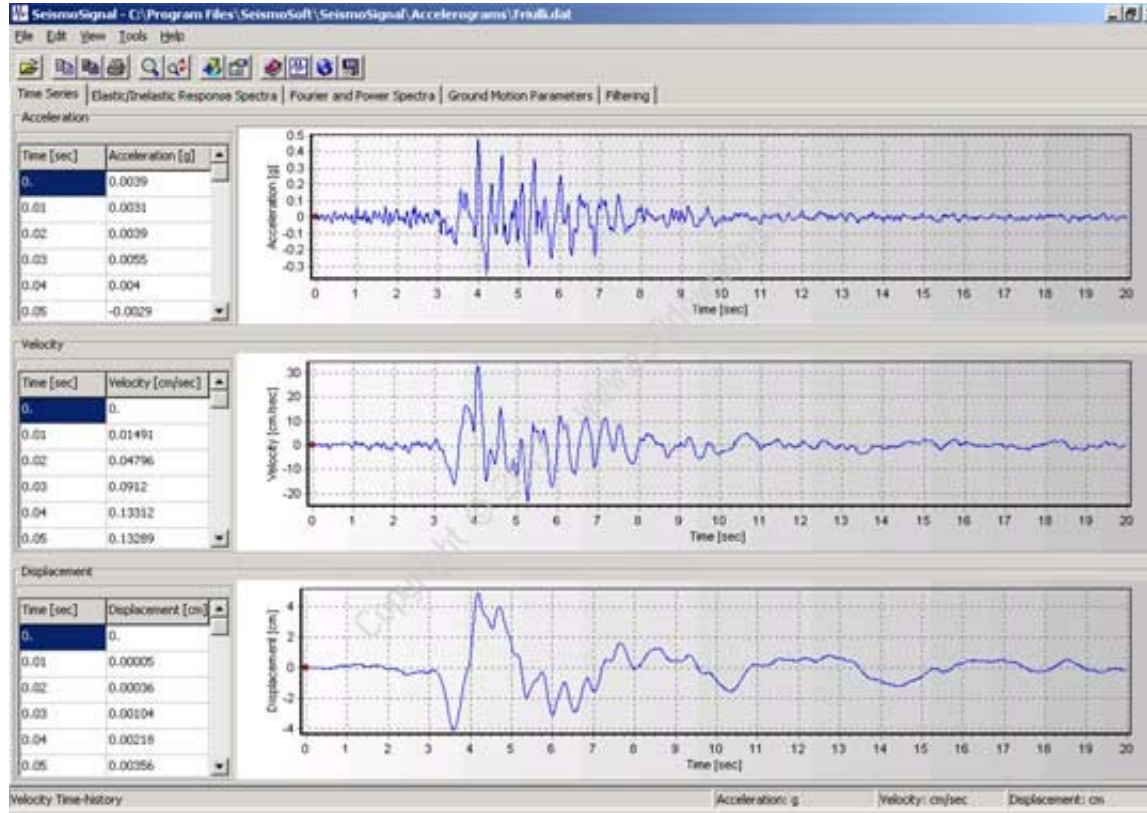 SeismoSignal - C:\Program Files\SeismoSoft\SeismoSignal\Accelerograms\Friulli.dat
File Edit View Tools Help
Time Series Elastic/Inelastic Response Spectra Fourier and Power Spectra Ground Motion Parameters Filtering
Acceleration
Time [sec] Acceleration [g]
0. 0.0039
0.01 0.0031
0.02 0.0039
0.03 0.0055
0.04 0.004
0.05 -0.0029
Acceleration [g]
0.5
0.4
0.3
0.2
0.1
0
-0.1
-0.2
-0.3
0 1 2 3 4 5 6 7 8 9 10 11 12 13 14 15 16 17 18 19 20
Time [sec]
Velocity
Time [sec] Velocity [cm/sec]
0. 0.
0.01 0.01491
0.02 0.04796
0.03 0.0912
0.04 0.13312
0.05 0.13289
Velocity [cm/sec]
30
20
10
0
-10
-20
0 1 2 3 4 5 6 7 8 9 10 11 12 13 14 15 16 17 18 19 20
Time [sec]
Displacement
Time [sec] Displacement [cm]
0. 0.
0.01 0.00005
0.02 0.00036
0.03 0.00104
0.04 0.00218
0.05 0.00356
Displacement [cm]
4
2
0
-2
-4
0 1 2 3 4 5 6 7 8 9 10 11 12 13 14 15 16 17 18 19 20
Time [sec]
Velocity Time-history Acceleration: g Velocity: cm/sec Displacement: cm
Copyright ©